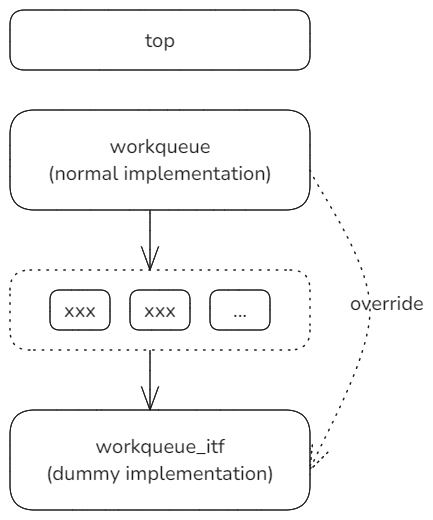 top
workqueue
(normal implementation)
xxx
xxx
...
override
workqueue_itf
(dummy implementation)